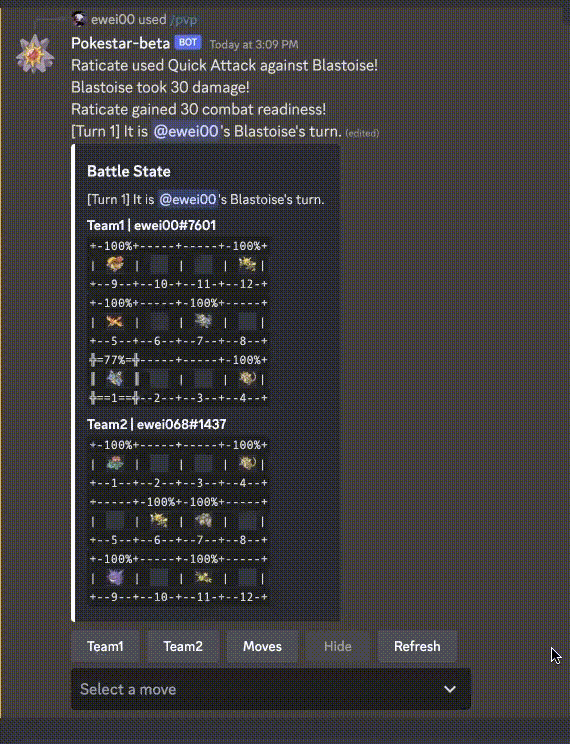 ewei00 used /pvp
Pokestar-beta BOT Today at 3:09 PM
Raticate used Quick Attack against Blastoise!
Blastoise took 30 damage!
Raticate gained 30 combat readiness!
[Turn 1] It is @ewei00's Blastoise's turn. (edited)
Battle State
[Turn 1] It is @ewei00's Blastoise's turn.
Team1 | ewei00#7601
+-100%+-----+-----+-100%+
| | | | |
+--9--+-10--+-11--+-12-+
+-100%+-----+-100%+-----+
| | | | |
+--5--+--6--+--7--+--8--+
╬=77%=╬-----+-----+-100%+
║ ║ | | |
╬==1==╬--2--+--3--+--4--+
Team2 | ewei068#1437
+-100%+-----+-----+-100%+
| | | | |
+--1--+--2--+--3--+--4--+
+-----+-100%+-100%+-----+
| | | | |
+--5--+--6--+--7--+--8--+
+-100%+-----+-100%+-----+
| | | | |
+--9--+-10--+-11--+-12-+
Team1 Team2 Moves Hide Refresh
Select a move